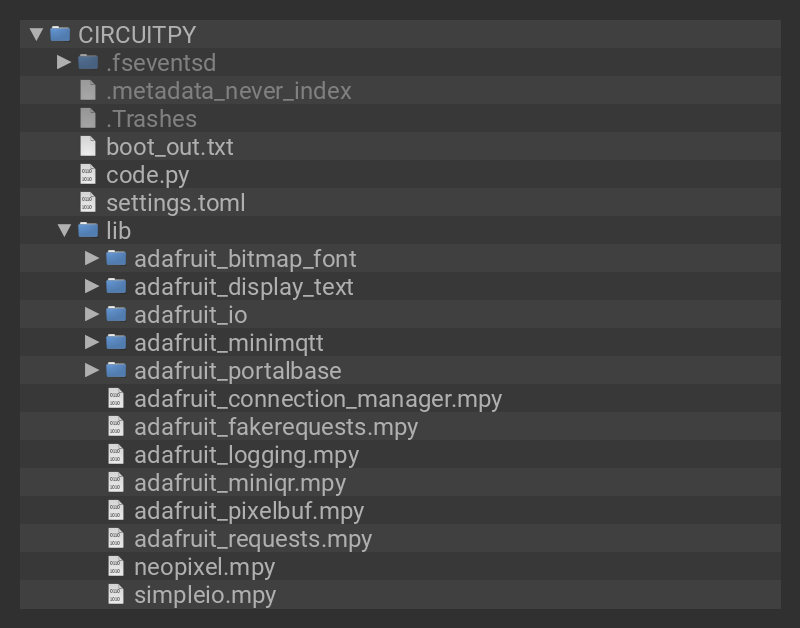 CIRCUITPY
.fseventsd
.metadata_never_index
.Trashes
boot_out.txt
code.py
settings.toml
lib
adafruit_bitmap_font
adafruit_display_text
adafruit_io
adafruit_minimqtt
adafruit_portalbase
adafruit_connection_manager.mpy
adafruit_fakerequests.mpy
adafruit_logging.mpy
adafruit_miniqr.mpy
adafruit_pixelbuf.mpy
adafruit_requests.mpy
neopixel.mpy
simpleio.mpy